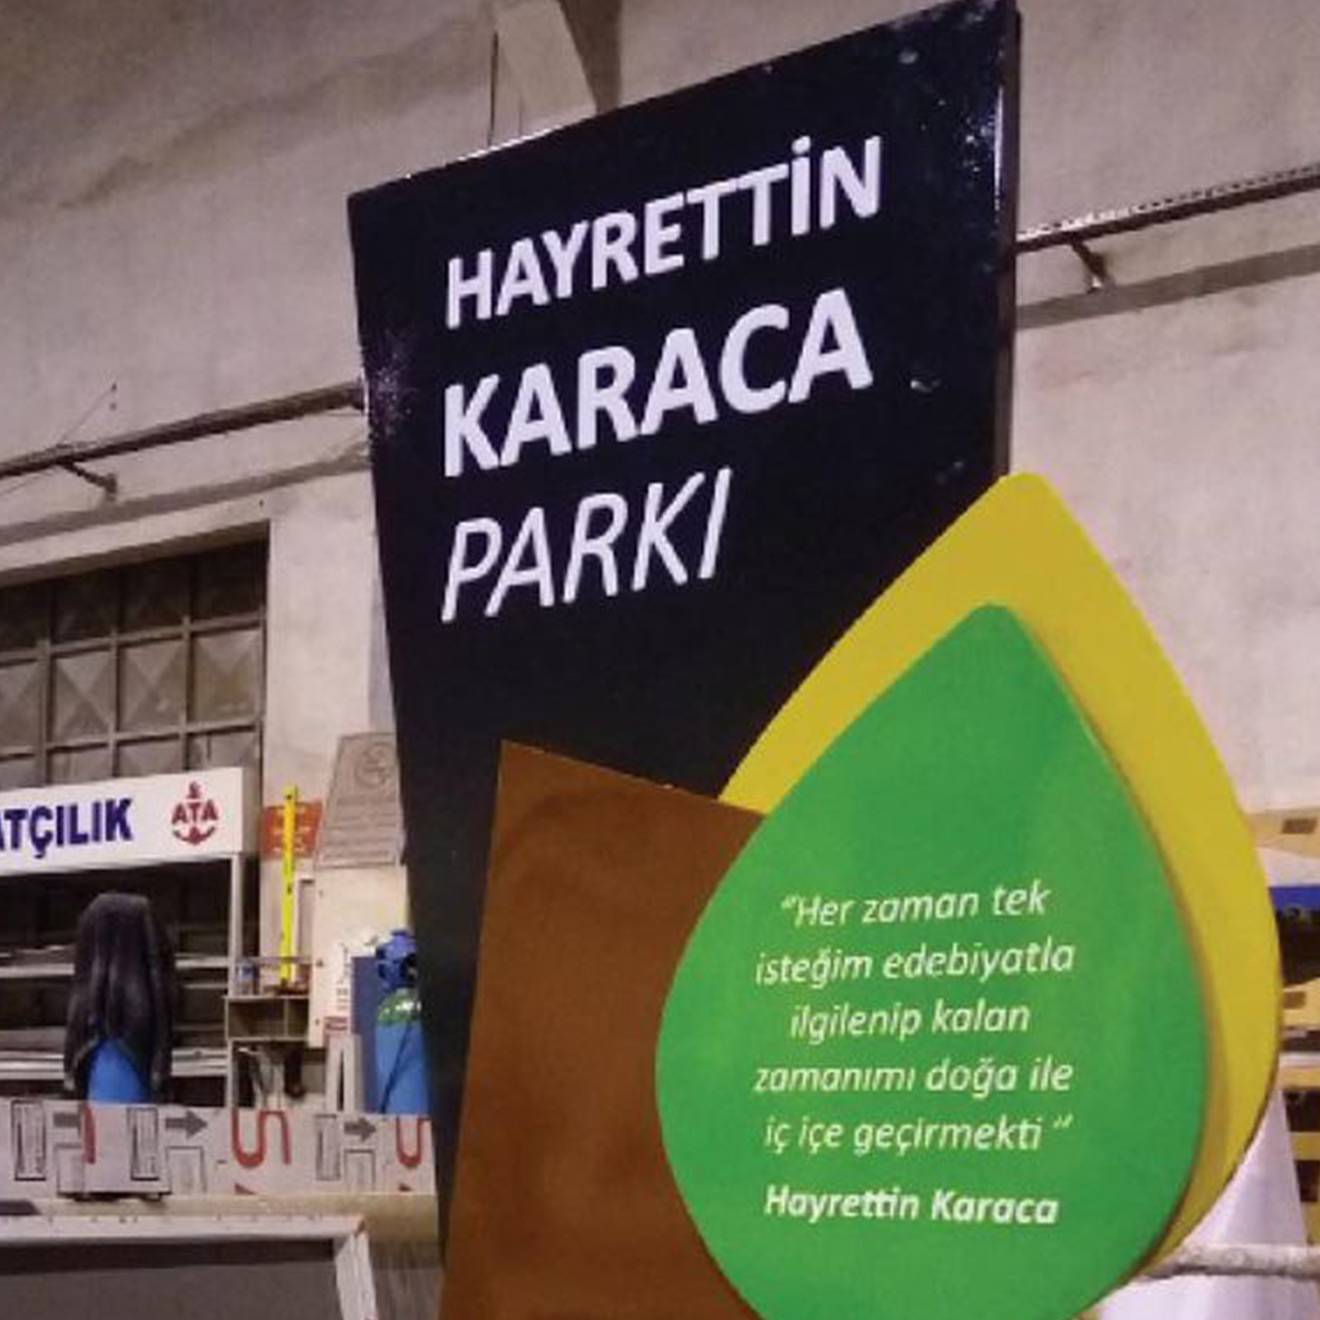 HAYRETTİN
KARACA
PARKI
ATÇILIK
ATA
“Her zaman tek
isteğim edebiyatla
ilgilenip kalan
zamanımı doğa ile
iç içe geçirmekti “
Hayrettin Karaca